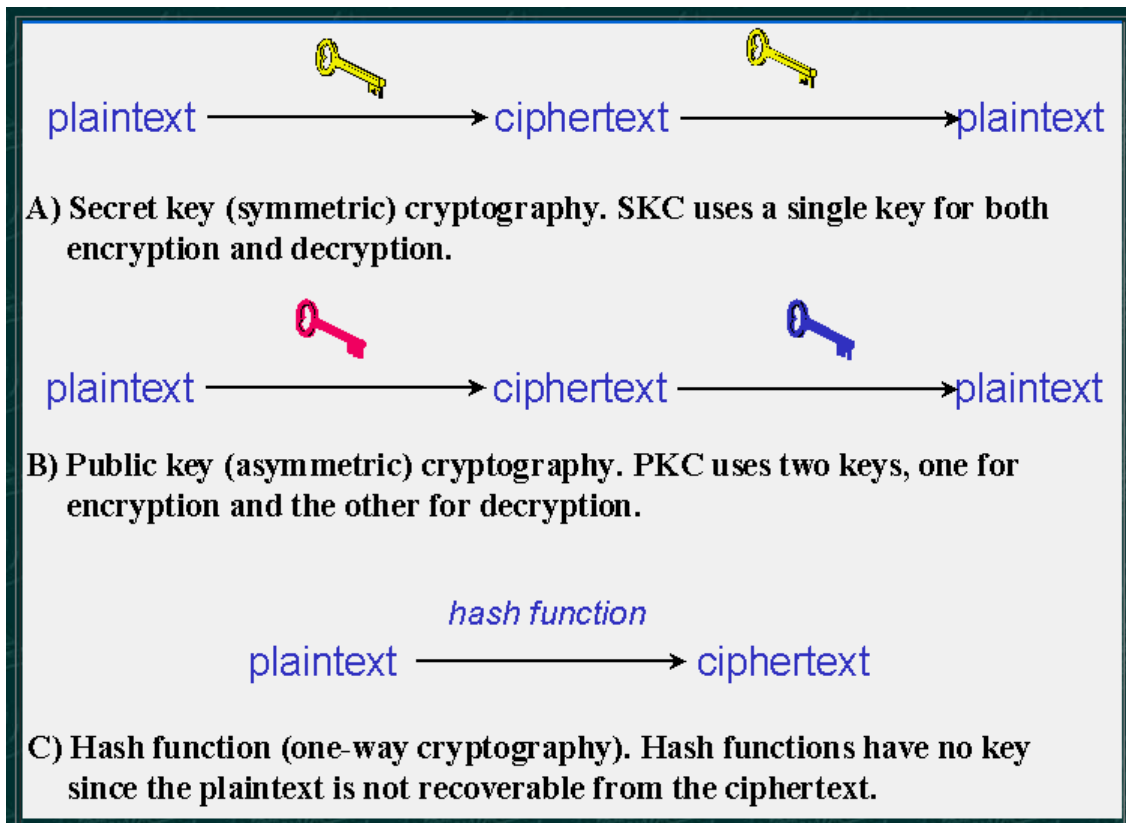 plaintext ciphertext plaintext
A) Secret key (symmetric) cryptography. SKC uses a single key for both
encryption and decryption.
plaintext ciphertext plaintext
B) Public key (asymmetric) cryptography. PKC uses two keys, one for
encryption and the other for decryption.
hash function
plaintext ciphertext
C) Hash function (one-way cryptography). Hash functions have no key
since the plaintext is not recoverable from the ciphertext.